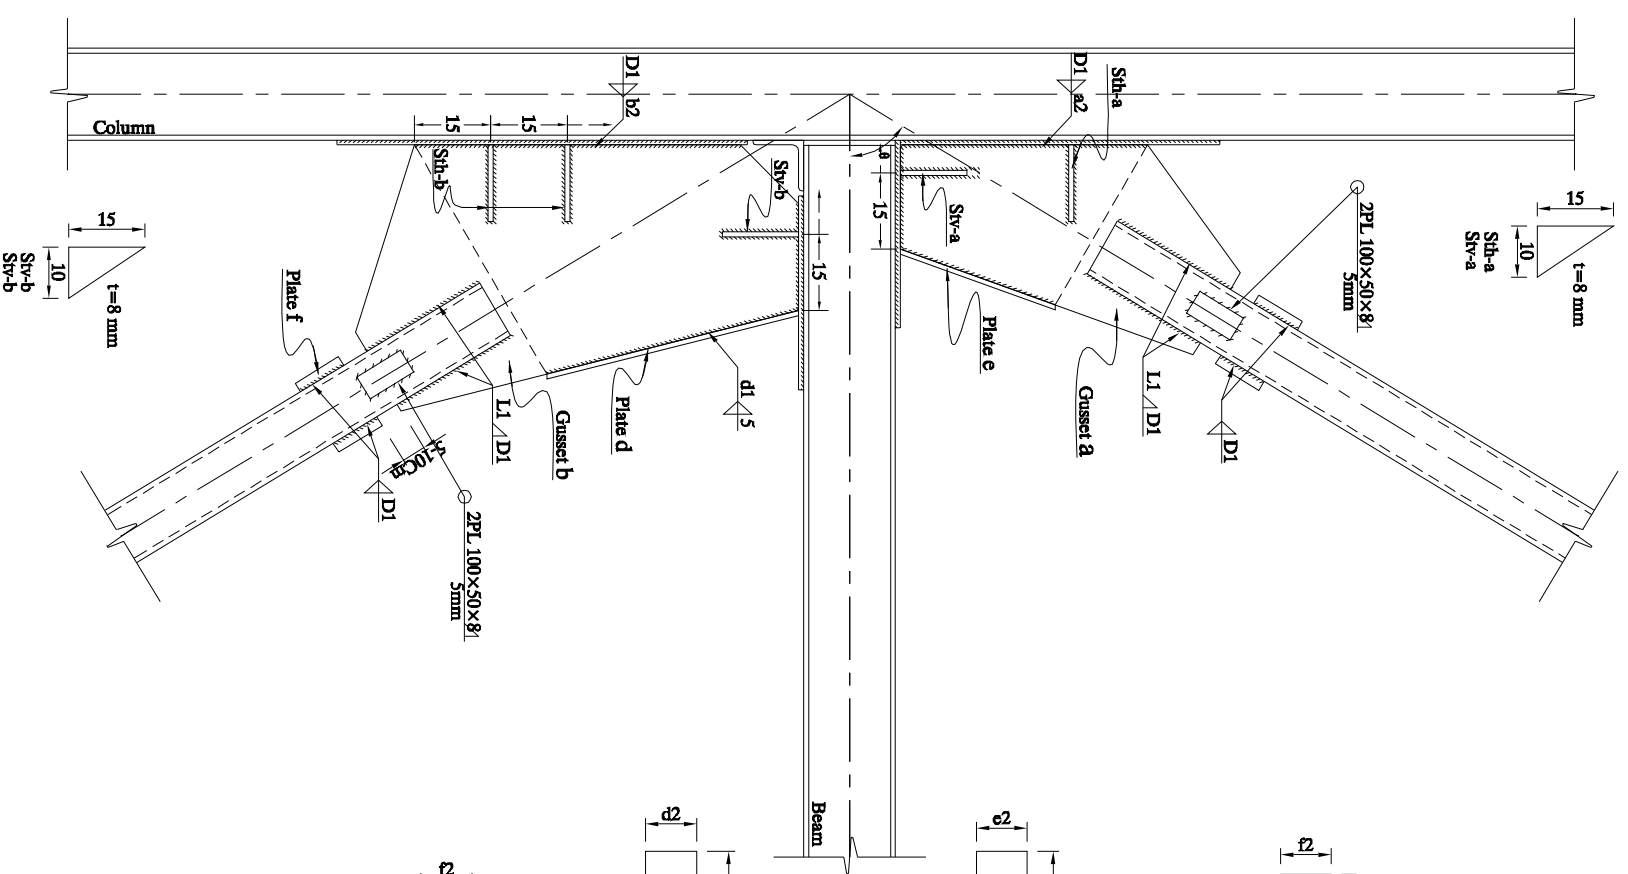 D1
b2
D1
a2
Sth-a
Column
15
15
Sth-b
Stv-b
θ
15
Stv-a
15
15
10
t=8 mm
Stv-b
Stv-b
15
10
t=8 mm
Sth-a
Stv-a
2PL 100×50×8
5mm
Plate f
Plate e
Gusset a
L1
D1
D1
Plate d
d1
5
L1
D1
Gusset b
5-10Cm
D1
2PL 100×50×8
5mm
Beam
d2
e2
f2
f2